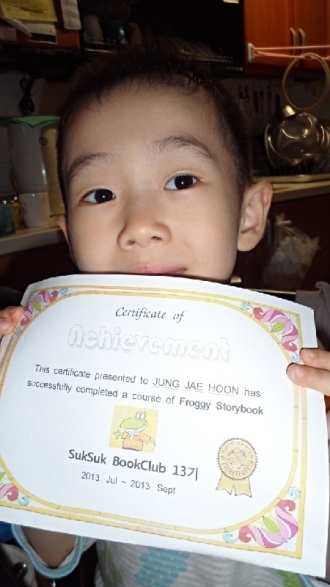 Certificate of
Achievement
This certificate presented to JUNG JAE HOON has
successfully completed a course of Froggy Storybook
SukSuk BookClub 13기
2013. Jul ~ 2013. Sept